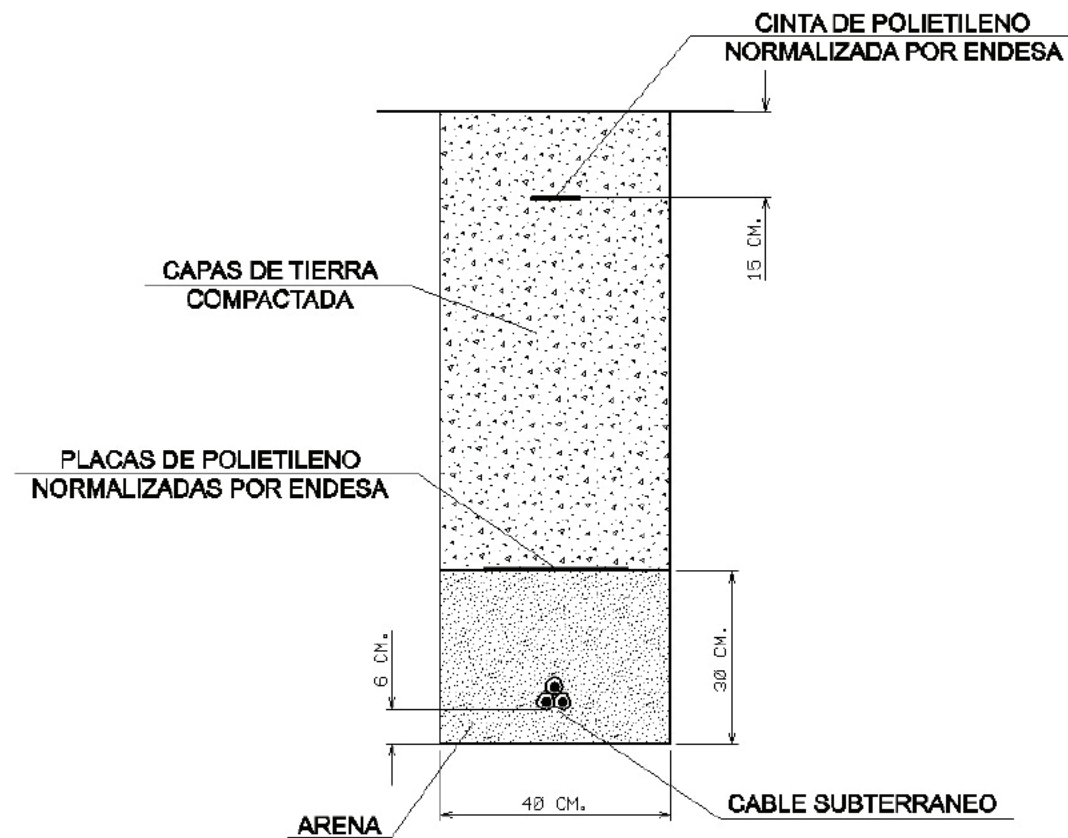 CINTA DE POLIETILENO
NORMALIZADA POR ENDESA
15 CM.
CAPAS DE TIERRA
COMPACTADA
PLACAS DE POLIETILENO
NORMALIZADAS POR ENDESA
6 CM.
30 CM.
40 CM.
CABLE SUBTERRANEO
ARENA